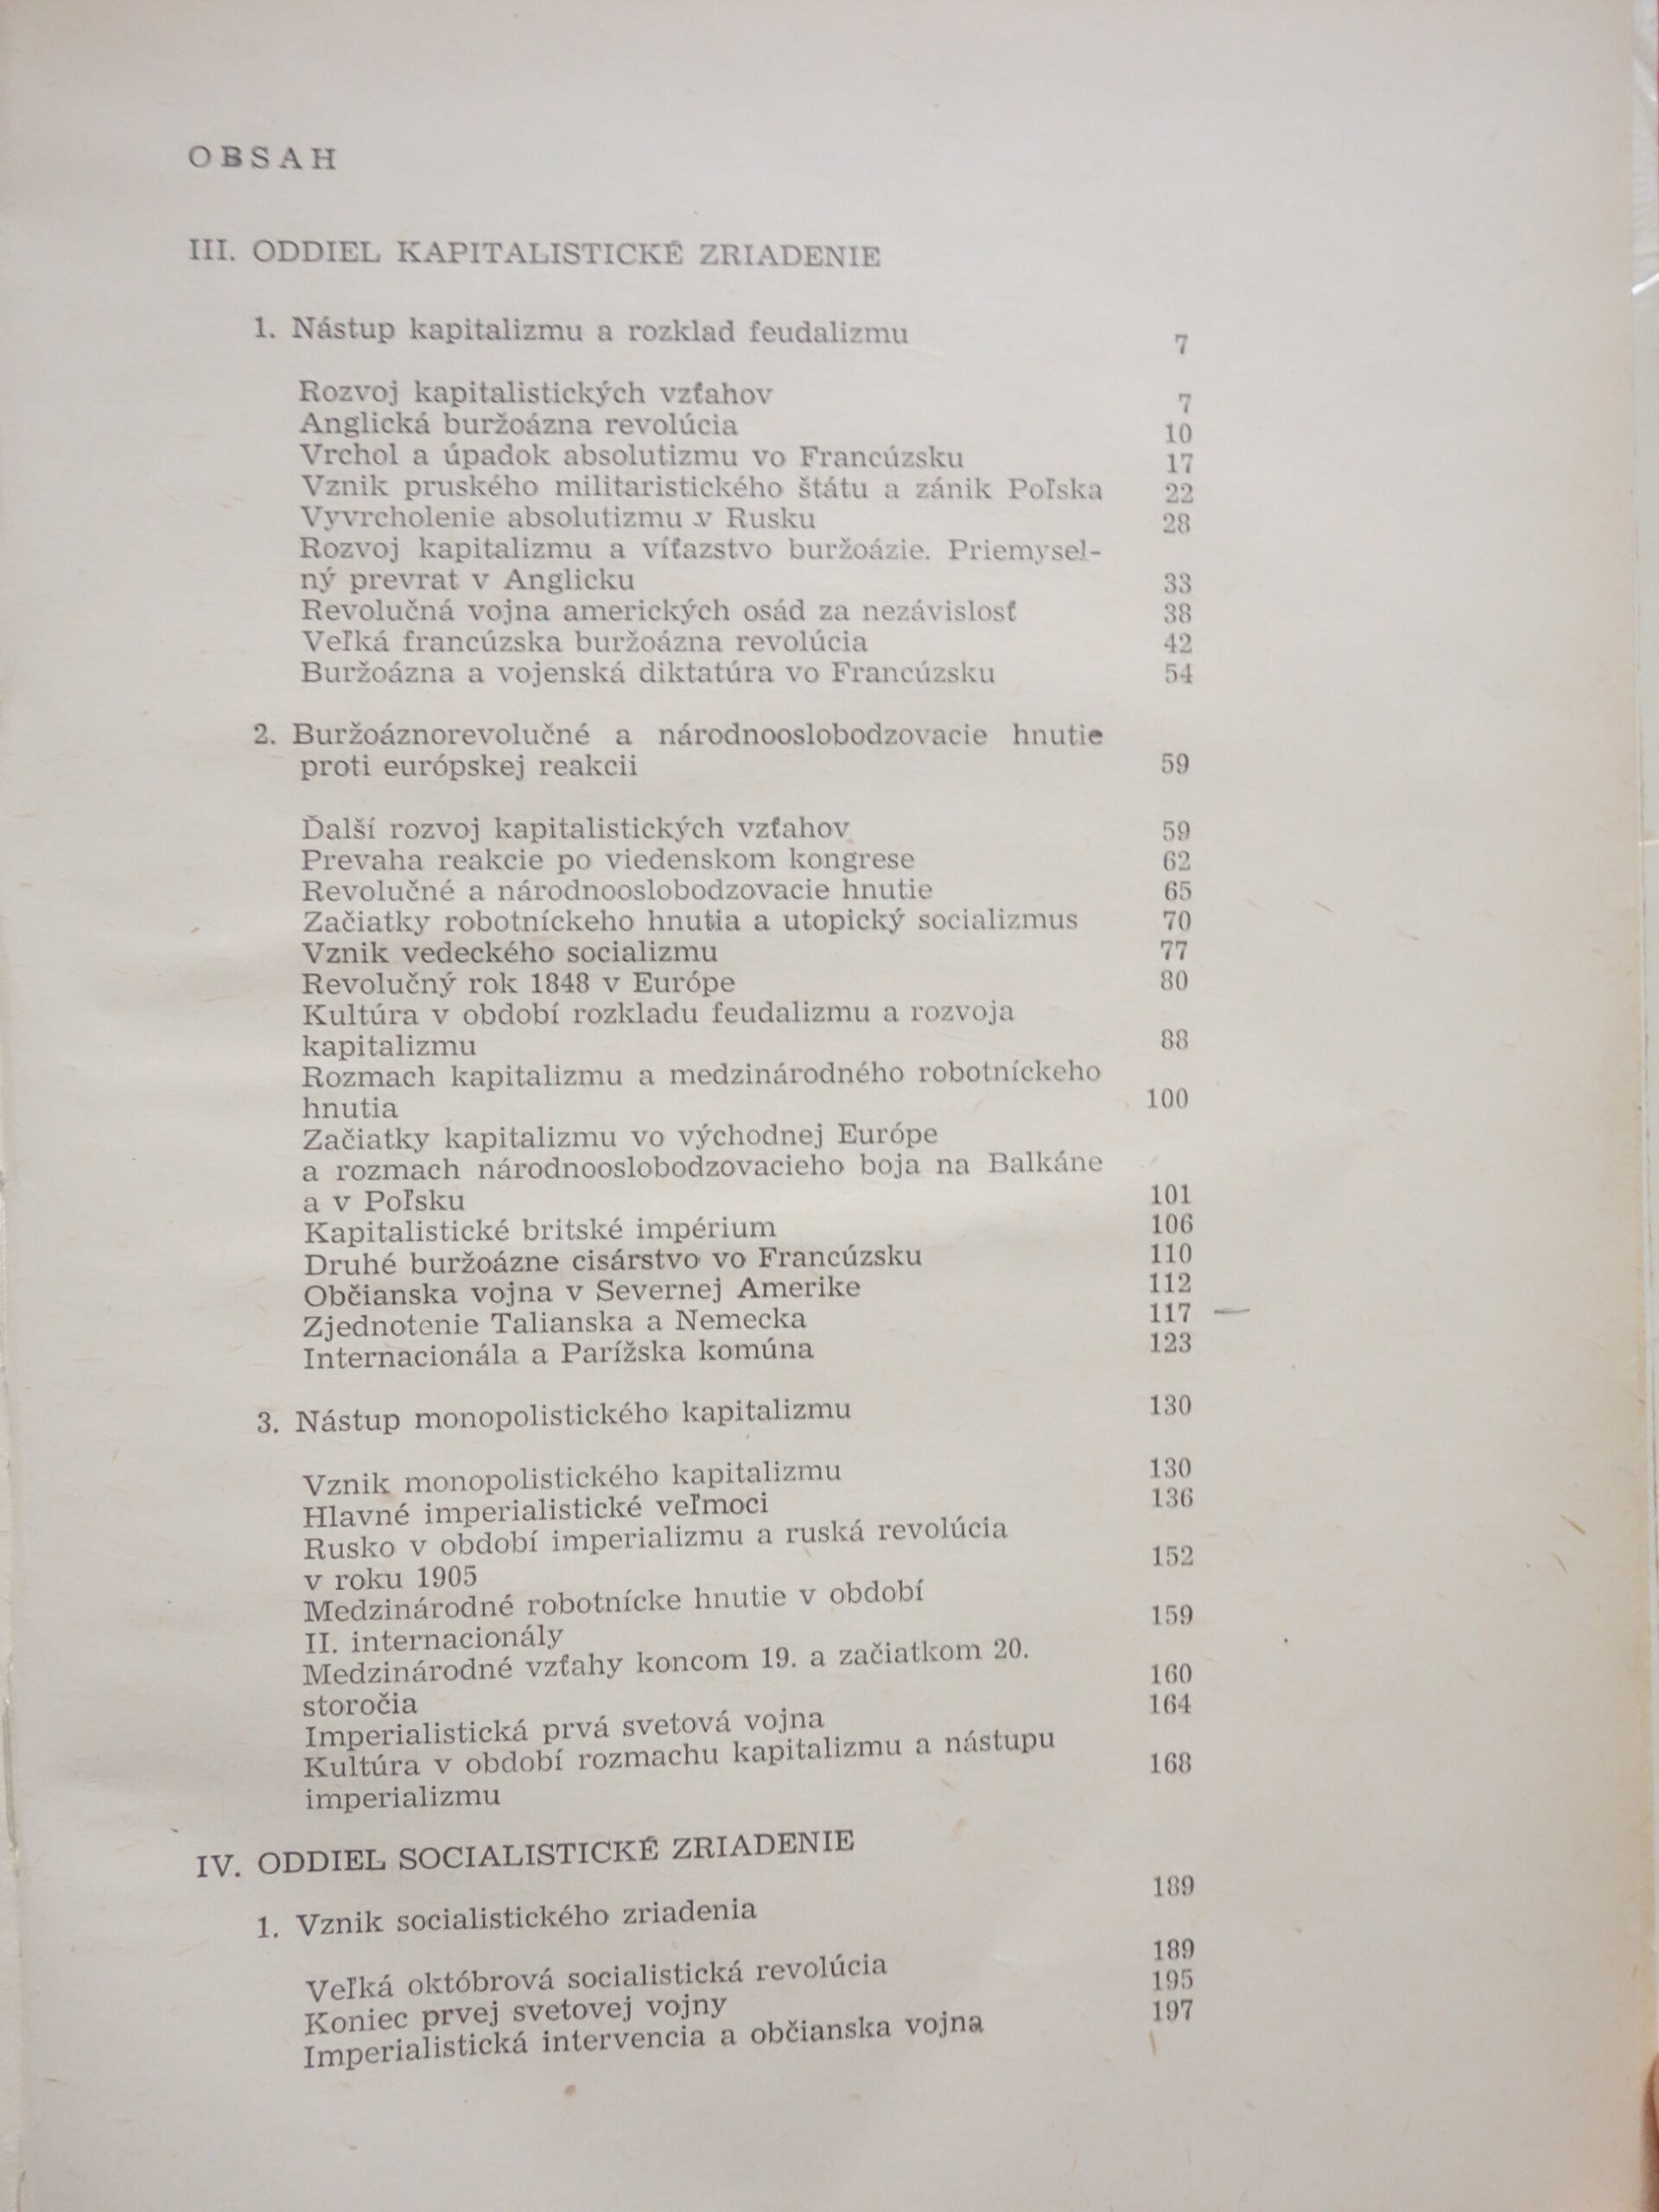 OBSAH
III. ODDIEL KAPITALISTICKÉ ZRIADENIE
1. Nástup kapitalizmu a rozklad feudalizmu 7
Rozvoj kapitalistických vzťahov 7
Anglická buržoázna revolúcia 10
Vrchol a úpadok absolutizmu vo Francúzsku 17
Vznik pruského militaristického štátu a zánik Poľska 22
Vyvrcholenie absolutizmu v Rusku 28
Rozvoj kapitalizmu a víťazstvo buržoázie. Priemysel-
ný prevrat v Anglicku 33
Revolučná vojna amerických osád za nezávislosť 38
Veľká francúzska buržoázna revolúcia 42
Buržoázna a vojenská diktatúra vo Francúzsku 54
2. Buržoáznorevolučné a národnooslobodzovacie hnutie
proti európskej reakcii 59
Ďalší rozvoj kapitalistických vzťahov 59
Prevaha reakcie po viedenskom kongrese 62
Revolučné a národnooslobodzovacie hnutie 65
Začiatky robotníckeho hnutia a utopický socializmus 70
Vznik vedeckého socializmu 77
Revolučný rok 1848 v Európe 80
Kultúra v období rozkladu feudalizmu a rozvoja
kapitalizmu 88
Rozmach kapitalizmu a medzinárodného robotníckeho
hnutia 100
Začiatky kapitalizmu vo východnej Európe
a rozmach národnooslobodzovacieho boja na Balkáne
a v Poľsku 101
Kapitalistické britské impérium 106
Druhé buržoázne cisárstvo vo Francúzsku 110
Občianska vojna v Severnej Amerike 112
Zjednotenie Talianska a Nemecka 117
Internacionála a Parížska komúna 123
3. Nástup monopolistického kapitalizmu 130
Vznik monopolistického kapitalizmu 130
Hlavné imperialistické veľmoci 136
Rusko v období imperializmu a ruská revolúcia
v roku 1905 152
Medzinárodné robotnícke hnutie v období
II. internacionály 159
Medzinárodné vzťahy koncom 19. a začiatkom 20.
storočia 160
Imperialistická prvá svetová vojna 164
Kultúra v období rozmachu kapitalizmu a nástupu
imperializmu 168
IV. ODDIEL SOCIALISTICKÉ ZRIADENIE
1. Vznik socialistického zriadenia 189
Veľká októbrová socialistická revolúcia 189
Koniec prvej svetovej vojny 195
Imperialistická intervencia a občianska vojna 197